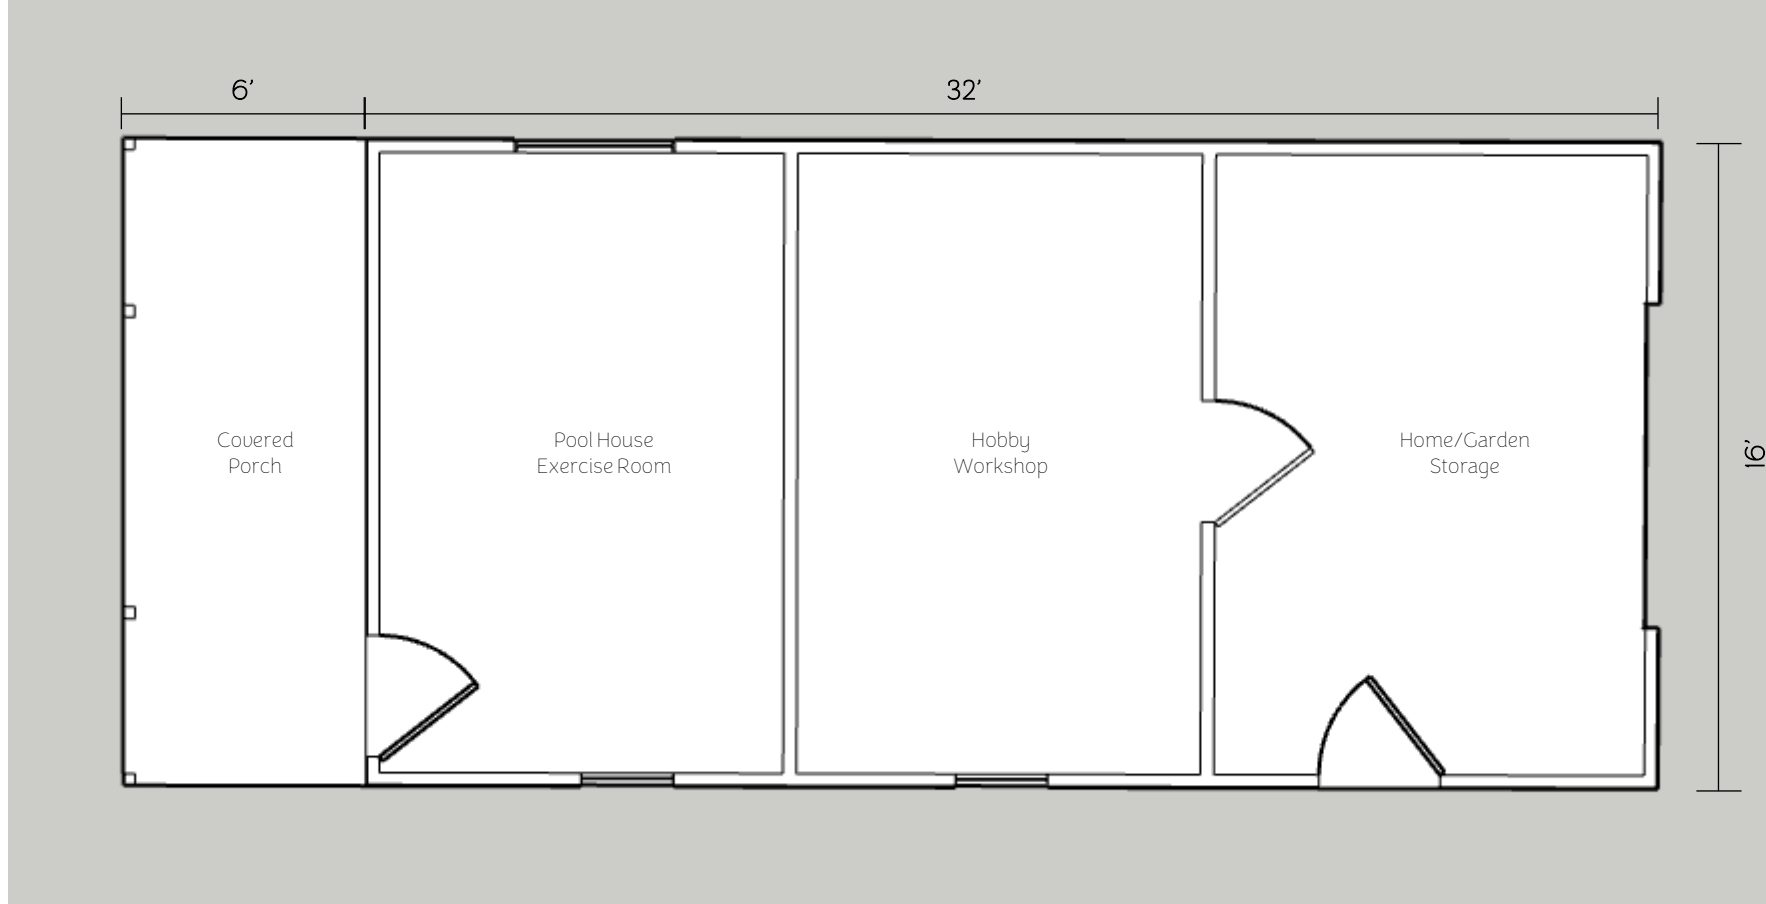 6’
32’
Covered
Porch
Pool House
Exercise Room
Hobby
Workshop
Home/Garden
Storage
16’